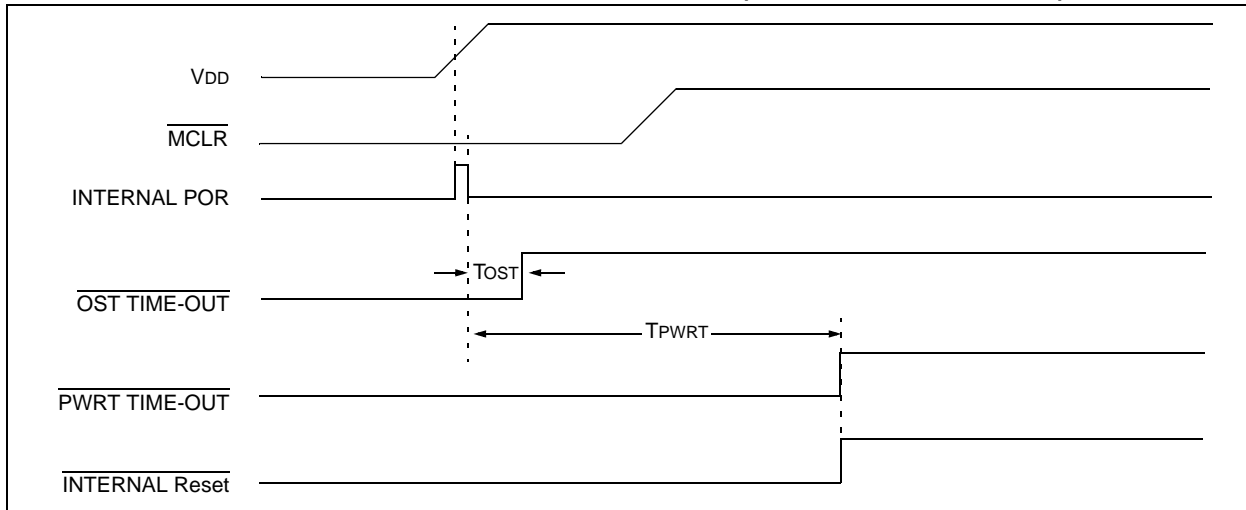 VDD
MCLR
INTERNAL POR
TOST
OST TIME-OUT
TPWRT
PWRT TIME-OUT
INTERNAL Reset